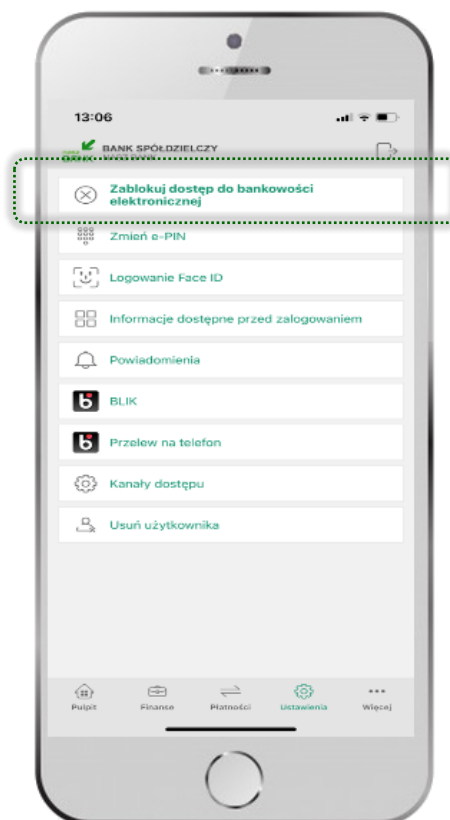 13:06
BANK SPÓŁDZIELCZY
BANK
Zablokuj dostęp do bankowości
elektronicznej
Zmień e-PIN
Logowanie Face ID
Informacje dostępne przed zalogowaniem
Powiadomienia
BLIK
Przelew na telefon
Kanały dostępu
Usuń użytkownika
Pulpit Finanse Płatności Ustawienia Więcej